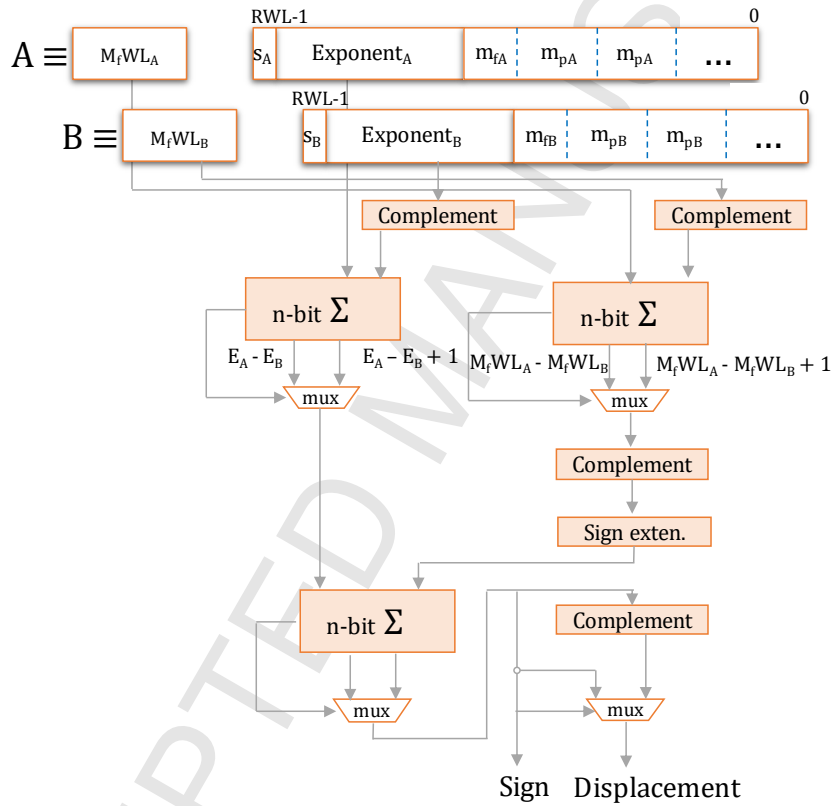 RWL-1 0
A ≡ MfWLA sA ExponentA mfA mpA mpA ...
RWL-1 0
B ≡ MfWLB sB ExponentB mfB mpB mpB ...
Complement Complement
n-bit Σ n-bit Σ
EA - EB EA – EB + 1 MfWLA - MfWLB MfWLA - MfWLB + 1
mux mux
Complement
Sign exten.
n-bit Σ Complement
mux mux
Sign Displacement